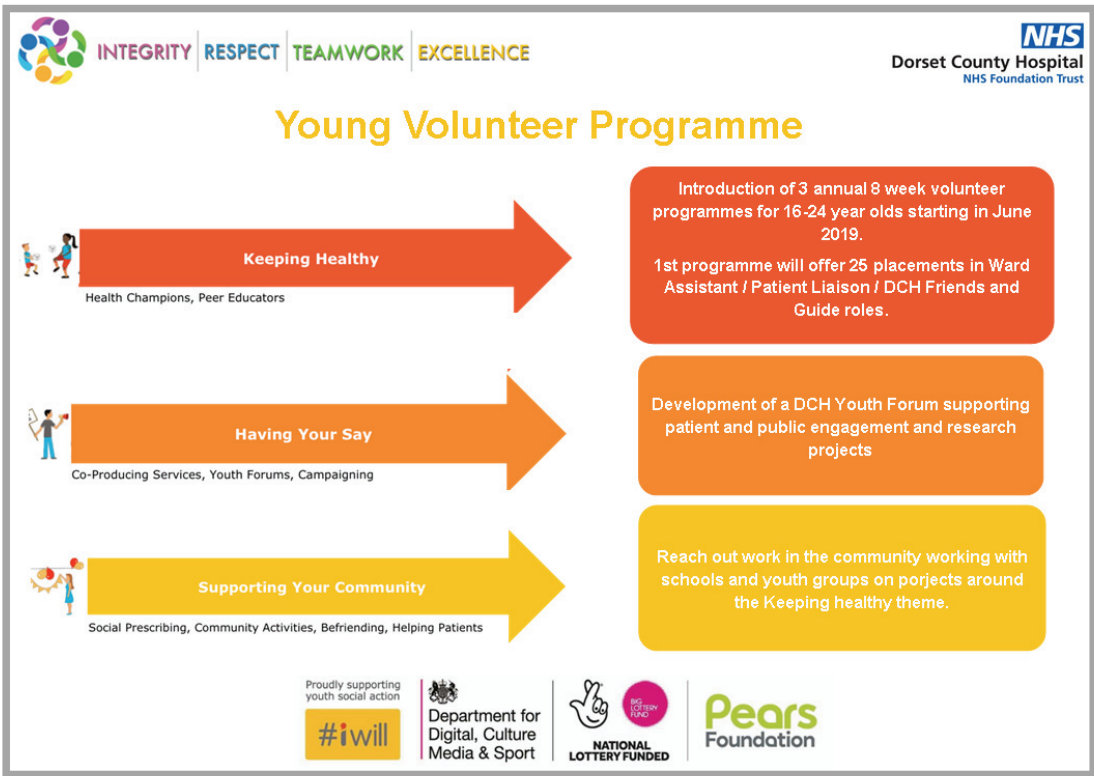 INTEGRITY RESPECT TEAMWORK EXCELLENCE
NHS
Dorset County Hospital
NHS Foundation Trust
Young Volunteer Programme
Keeping Healthy
Health Champions, Peer Educators
Introduction of 3 annual 8 week volunteer
programmes for 16-24 year olds starting in June
2019.
1st programme will offer 25 placements in Ward
Assistant / Patient Liaison / DCH Friends and
Guide roles.
Having Your Say
Co-Producing Services, Youth Forums, Campaigning
Development of a DCH Youth Forum supporting
patient and public engagement and research
projects
Supporting Your Community
Social Prescribing, Community Activities, Befriending, Helping Patients
Reach out work in the community working with
schools and youth groups on porjects around
the Keeping healthy theme.
Proudly supporting
youth social action
#iwill
Department for
Digital, Culture
Media & Sport
BIG
LOTTERY
FUND
NATIONAL
LOTTERY FUNDED
Pears
Foundation